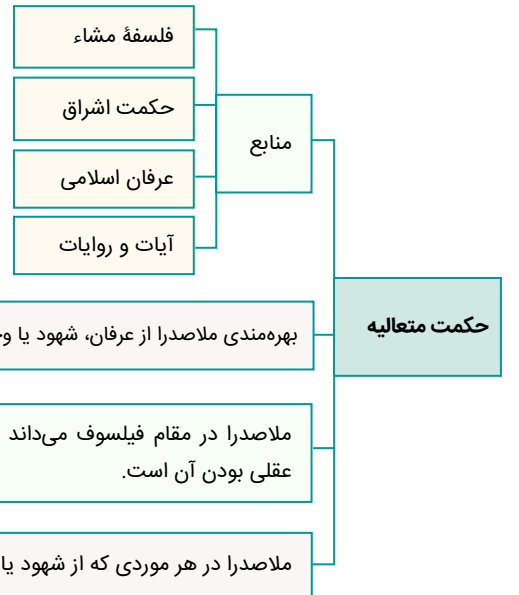 حکمت متعالیه
منابع
فلسفهٔ مشاء
حکمت اشراق
عرفان اسلامی
آیات و روایات
بهره‌مندی ملاصدرا از عرفان، شهود یا
ملاصدرا در مقام فیلسوف می‌داند
عقلی بودن آن است.
ملاصدرا در هر موردی که از شهود یا